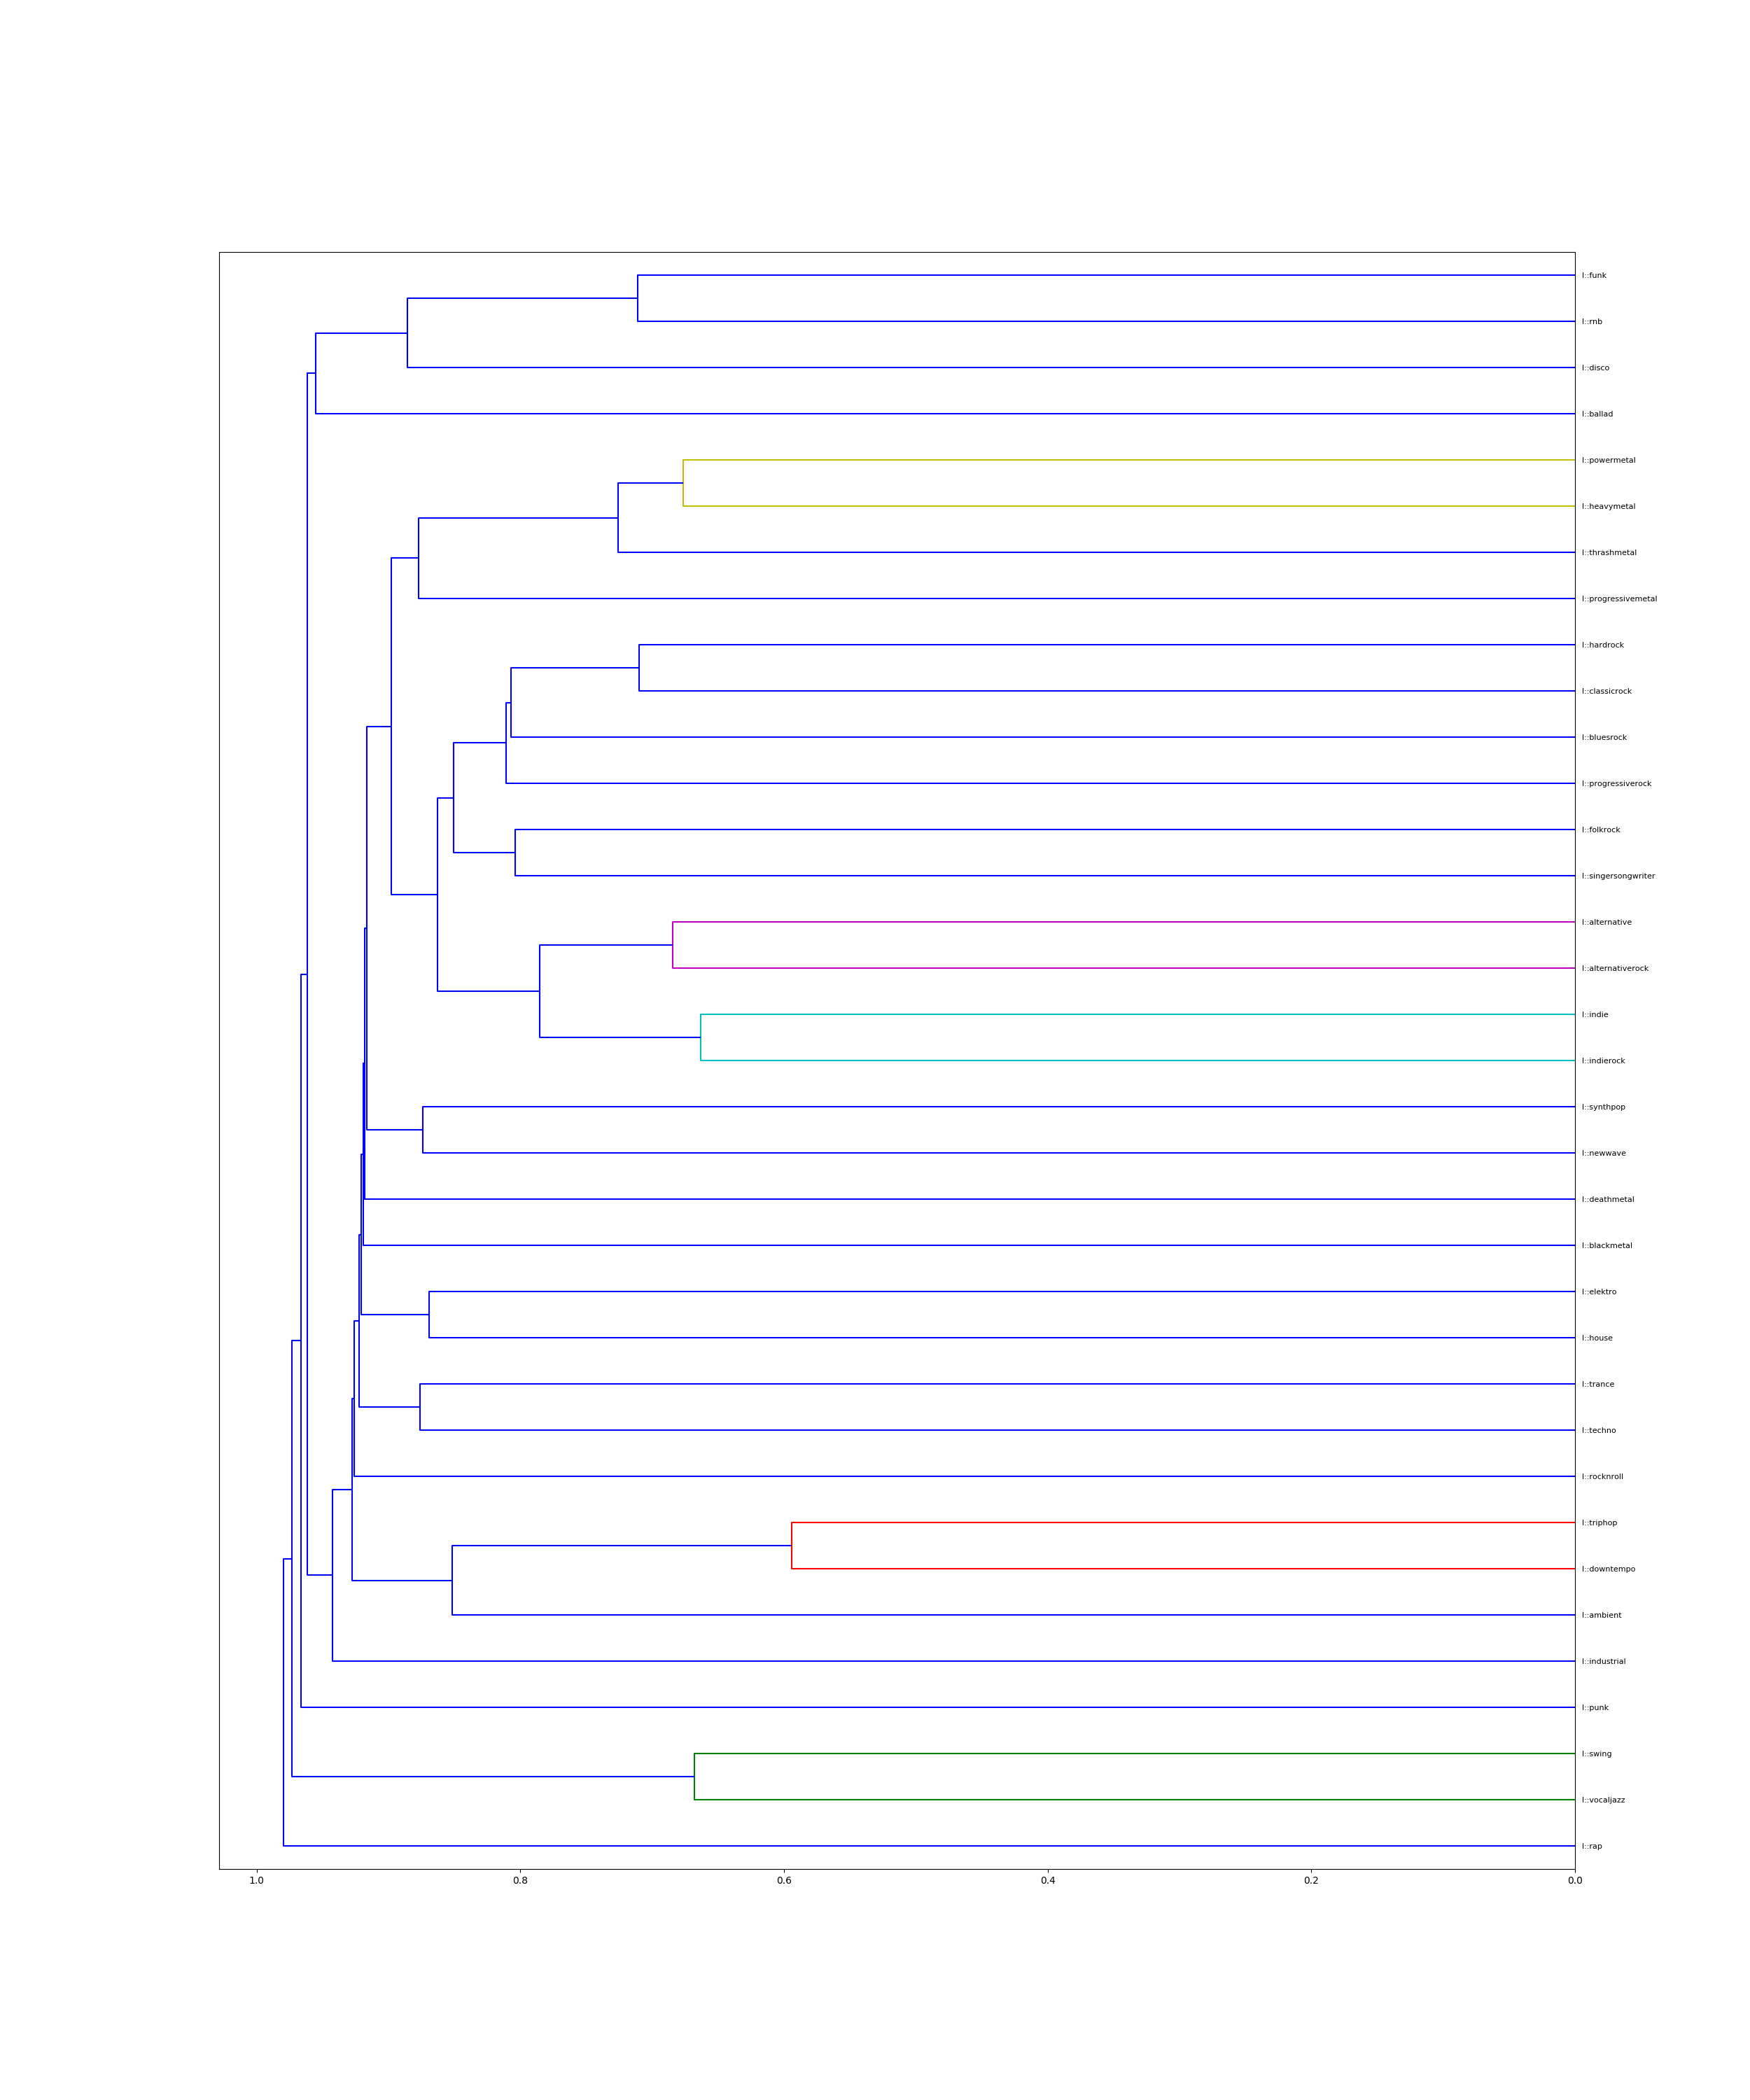 l::funk
l::rnb
l::disco
l::ballad
l::powermetal
l::heavymetal
l::thrashmetal
l::progressivemetal
l::hardrock
l::classicrock
l::bluesrock
l::progressiverock
l::folkrock
l::singersongwriter
l::alternative
l::alternativerock
l::indie
l::indierock
l::synthpop
l::newwave
l::deathmetal
l::blackmetal
l::elektro
l::house
l::trance
l::techno
l::rocknroll
l::triphop
l::downtempo
l::ambient
l::industrial
l::punk
l::swing
l::vocaljazz
l::rap
1.0 0.8 0.6 0.4 0.2 0.0